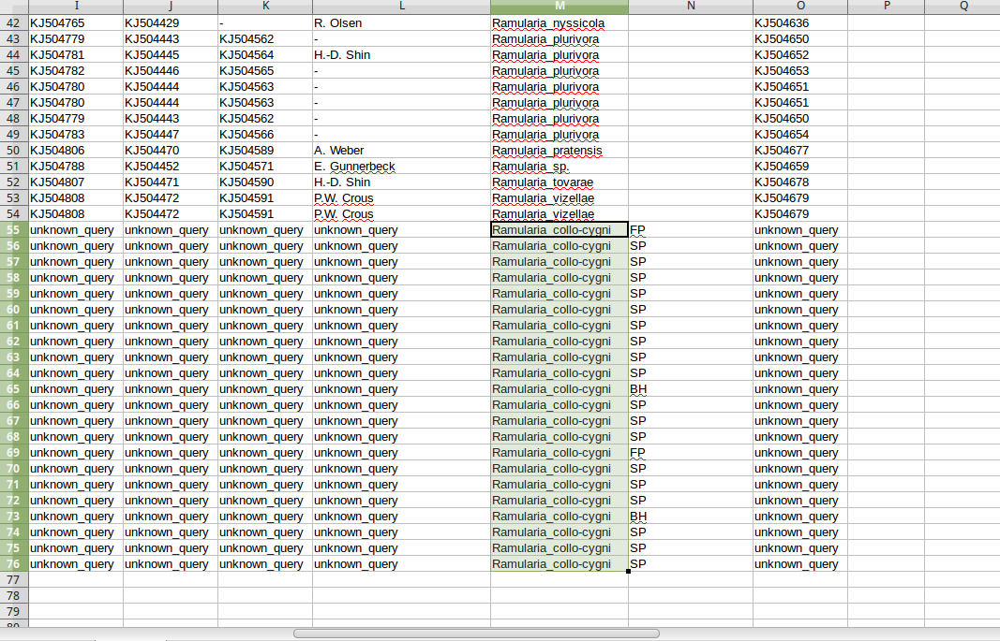 I J K L M N O P Q
42 KJ504765 KJ504429 - R. Olsen Ramularia_nyssicola KJ504636
43 KJ504779 KJ504443 KJ504562 - Ramularia_plurivora KJ504650
44 KJ504781 KJ504445 KJ504564 H.-D. Shin Ramularia_plurivora KJ504652
45 KJ504782 KJ504446 KJ504565 - Ramularia_plurivora KJ504653
46 KJ504780 KJ504444 KJ504563 - Ramularia_plurivora KJ504651
47 KJ504780 KJ504444 KJ504563 - Ramularia_plurivora KJ504651
48 KJ504779 KJ504443 KJ504562 - Ramularia_plurivora KJ504650
49 KJ504783 KJ504447 KJ504566 - Ramularia_plurivora KJ504654
50 KJ504806 KJ504470 KJ504589 A. Weber Ramularia_pratensis KJ504677
51 KJ504788 KJ504452 KJ504571 E. Gunnerbeck Ramularia_sp. KJ504659
52 KJ504807 KJ504471 KJ504590 H.-D. Shin Ramularia_tovarae KJ504678
53 KJ504808 KJ504472 KJ504591 P.W. Crous Ramularia_vizellae KJ504679
54 KJ504808 KJ504472 KJ504591 P.W. Crous Ramularia_vizellae KJ504679
55 unknown_query unknown_query unknown_query unknown_query Ramularia_collo-cygni FP unknown_query
56 unknown_query unknown_query unknown_query unknown_query Ramularia_collo-cygni SP unknown_query
57 unknown_query unknown_query unknown_query unknown_query Ramularia_collo-cygni SP unknown_query
58 unknown_query unknown_query unknown_query unknown_query Ramularia_collo-cygni SP unknown_query
59 unknown_query unknown_query unknown_query unknown_query Ramularia_collo-cygni SP unknown_query
60 unknown_query unknown_query unknown_query unknown_query Ramularia_collo-cygni SP unknown_query
61 unknown_query unknown_query unknown_query unknown_query Ramularia_collo-cygni SP unknown_query
62 unknown_query unknown_query unknown_query unknown_query Ramularia_collo-cygni SP unknown_query
63 unknown_query unknown_query unknown_query unknown_query Ramularia_collo-cygni SP unknown_query
64 unknown_query unknown_query unknown_query unknown_query Ramularia_collo-cygni SP unknown_query
65 unknown_query unknown_query unknown_query unknown_query Ramularia_collo-cygni BH unknown_query
66 unknown_query unknown_query unknown_query unknown_query Ramularia_collo-cygni SP unknown_query
67 unknown_query unknown_query unknown_query unknown_query Ramularia_collo-cygni SP unknown_query
68 unknown_query unknown_query unknown_query unknown_query Ramularia_collo-cygni SP unknown_query
69 unknown_query unknown_query unknown_query unknown_query Ramularia_collo-cygni FP unknown_query
70 unknown_query unknown_query unknown_query unknown_query Ramularia_collo-cygni SP unknown_query
71 unknown_query unknown_query unknown_query unknown_query Ramularia_collo-cygni SP unknown_query
72 unknown_query unknown_query unknown_query unknown_query Ramularia_collo-cygni SP unknown_query
73 unknown_query unknown_query unknown_query unknown_query Ramularia_collo-cygni BH unknown_query
74 unknown_query unknown_query unknown_query unknown_query Ramularia_collo-cygni SP unknown_query
75 unknown_query unknown_query unknown_query unknown_query Ramularia_collo-cygni SP unknown_query
76 unknown_query unknown_query unknown_query unknown_query Ramularia_collo-cygni SP unknown_query
77
78
79
80